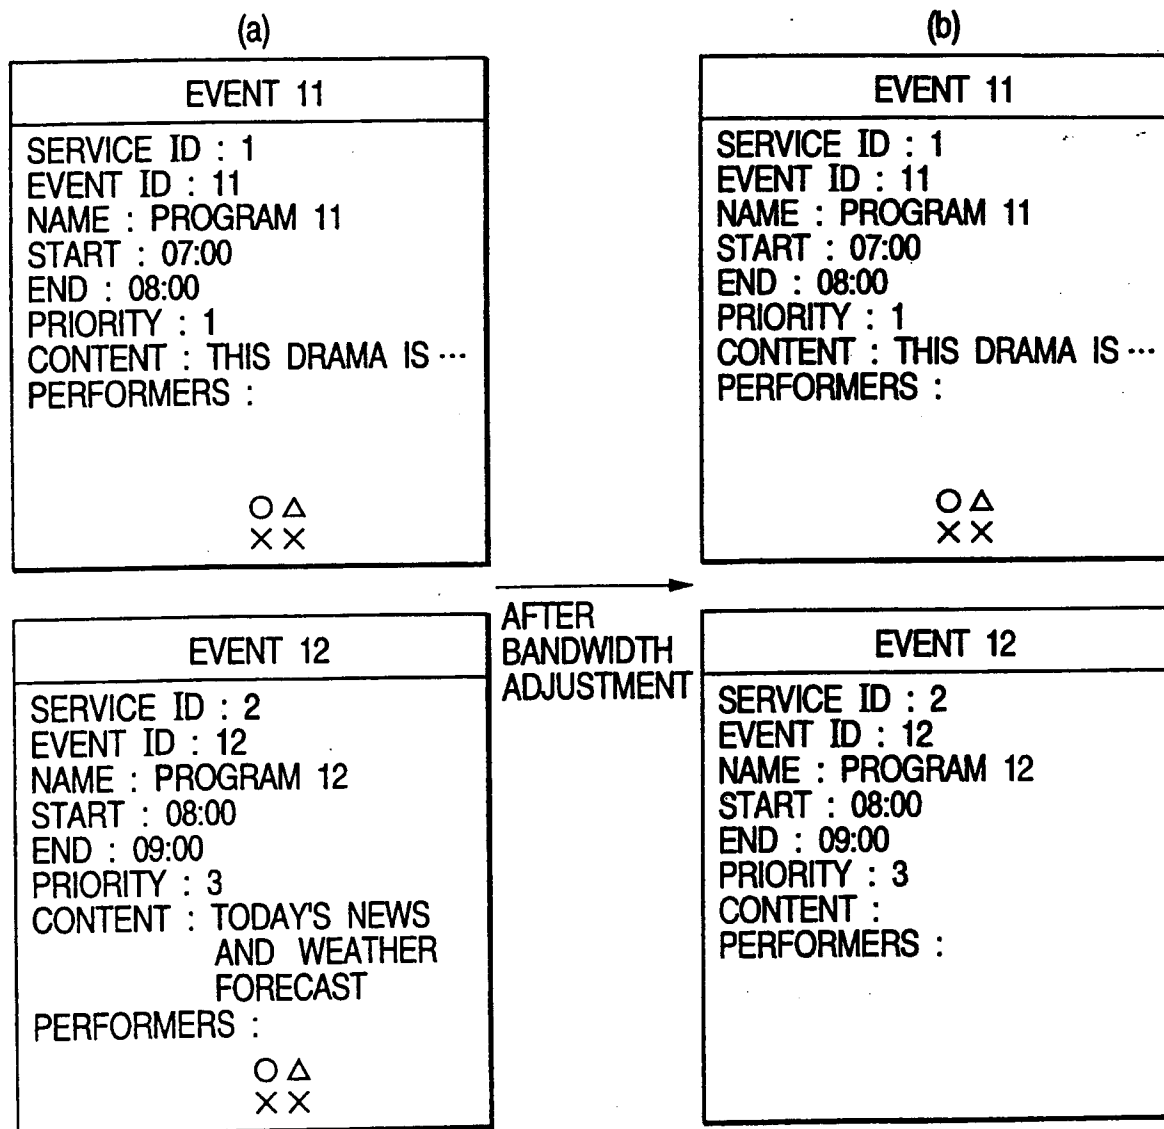 (a)
EVENT 11
SERVICE ID : 1
EVENT ID : 11
NAME : PROGRAM 11
START : 07:00
END : 08:00
PRIORITY : 1
CONTENT : THIS DRAMA IS ···
PERFORMERS :
○△
××
EVENT 12
SERVICE ID : 2
EVENT ID : 12
NAME : PROGRAM 12
START : 08:00
END : 09:00
PRIORITY : 3
CONTENT : TODAY'S NEWS
AND WEATHER
FORECAST
PERFORMERS :
○△
××
AFTER
BANDWIDTH
ADJUSTMENT
(b)
EVENT 11
SERVICE ID : 1
EVENT ID : 11
NAME : PROGRAM 11
START : 07:00
END : 08:00
PRIORITY : 1
CONTENT : THIS DRAMA IS ···
PERFORMERS :
○△
××
EVENT 12
SERVICE ID : 2
EVENT ID : 12
NAME : PROGRAM 12
START : 08:00
END : 09:00
PRIORITY : 3
CONTENT :
PERFORMERS :